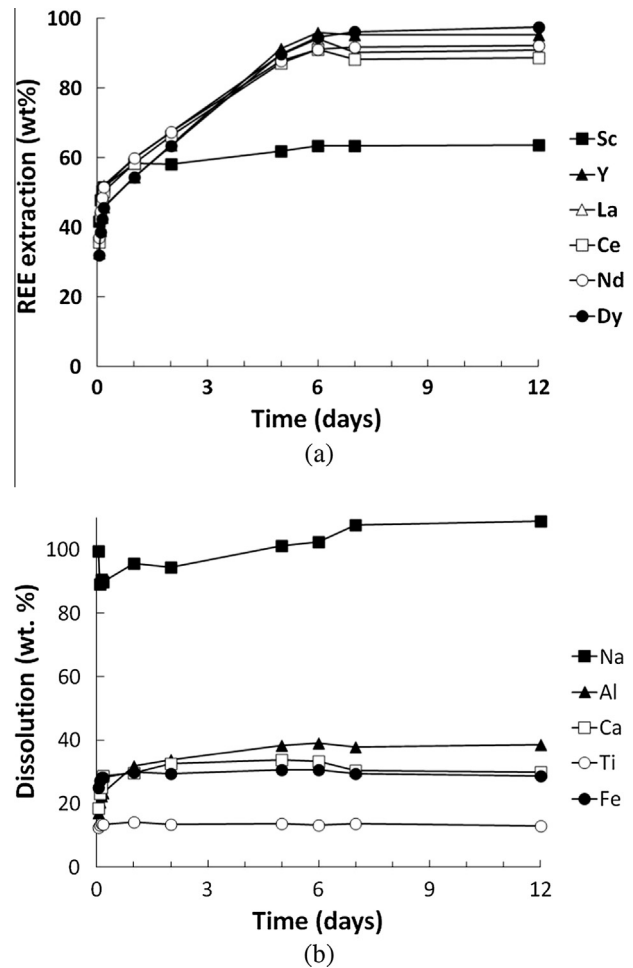 100
80
60
40
20
0
REE extraction (wt%)
0 3 6 9 12
Time (days)
Sc
Y
La
Ce
Nd
Dy
(a)
100
80
60
40
20
0
Dissolution (wt. %)
0 3 6 9 12
Time (days)
Na
Al
Ca
Ti
Fe
(b)